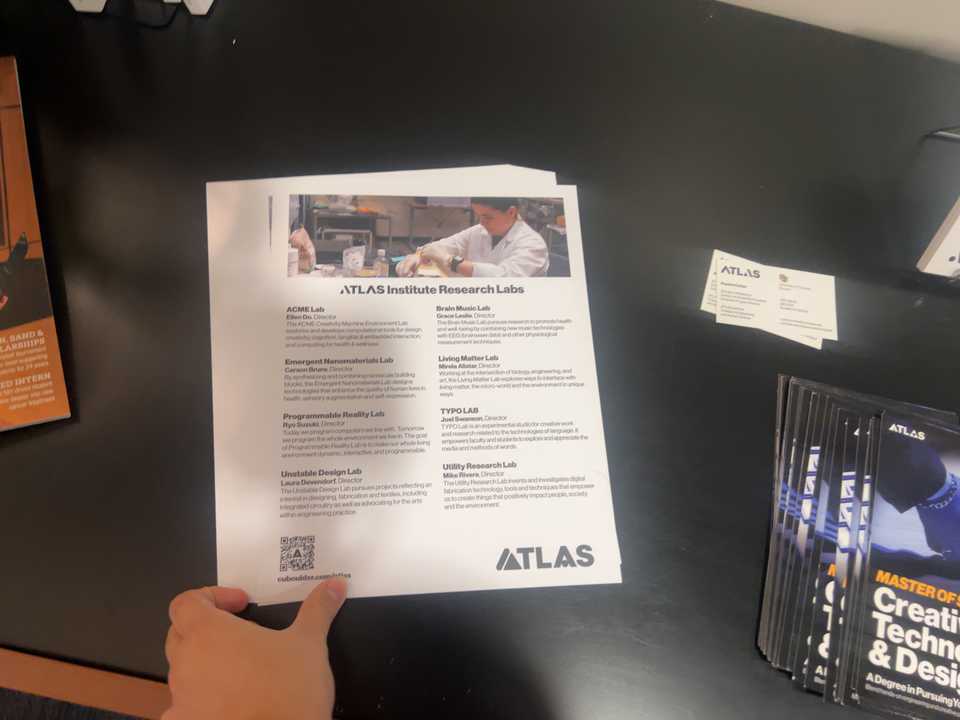 ATLAS Institute Research Labs
ACME Lab
Ellen Do, Director
The ACME Creativity Machine Environment Lab
explores and develops computational tools for design,
creativity, cognition, tangible & embedded interaction,
and computing for health & wellness.
Emergent Nanomaterials Lab
Carson Bruns, Director
By synthesizing and combining nanoscale building
blocks, the Emergent Nanomaterials Lab designs
technologies that enhance the quality of human lives in
health, sensory augmentation and self-expression.
Programmable Reality Lab
Ryo Suzuki, Director
Today we program computers we live with. Tomorrow
we program the whole environment we live in. The goal
of Programmable Reality Lab is to make our whole living
environment dynamic, interactive, and programmable.
Unstable Design Lab
Laura Devendorf, Director
The Unstable Design Lab pursues projects reflecting an
interest in designing, fabrication and textiles, including
integrated circuitry as well as advocating for the arts
within engineering practice.
Brain Music Lab
Grace Leslie, Director
The Brain Music Lab pursues research to promote health
and well-being by combining new music technologies
with EEG (brainwave data) and other physiological
measurement techniques.
Living Matter Lab
Mirela Alistar, Director
Working at the intersection of biology, engineering, and
art, the Living Matter Lab explores ways to interface with
living matter, the micro-world and the environment in unique
ways.
TYPO LAB
Joel Swanson, Director
TYPO Lab is an experimental studio for creative work
and research related to the technologies of language. It
empowers faculty and students to explore and appreciate the
media and methods of words.
Utility Research Lab
Mike Rivera, Director
The Utility Research Lab invents and investigates digital
fabrication technology, tools and techniques that empower
us to create things that positively impact people, society
and the environment.
ATLAS
ATLAS
ATLAS
MASTER OF S
Creati
Techno
& Desig
A Degree in Pursuing Yo